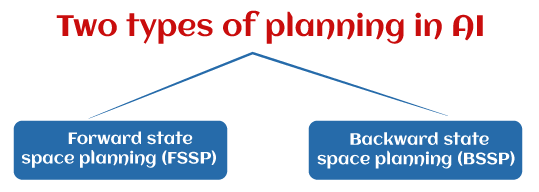 Two types of planning in AI
Forward state
space planning (FSSP)
Backward state
space planning (BSSP)